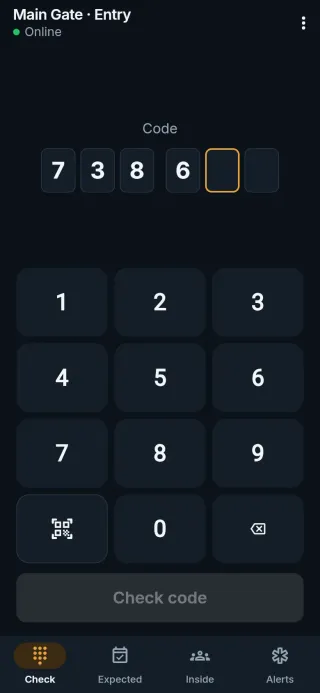 Main Gate · Entry
Online
Code
7 3 8 6
1 2 3
4 5 6
7 8 9
0
Check code
Check Expected Inside Alerts